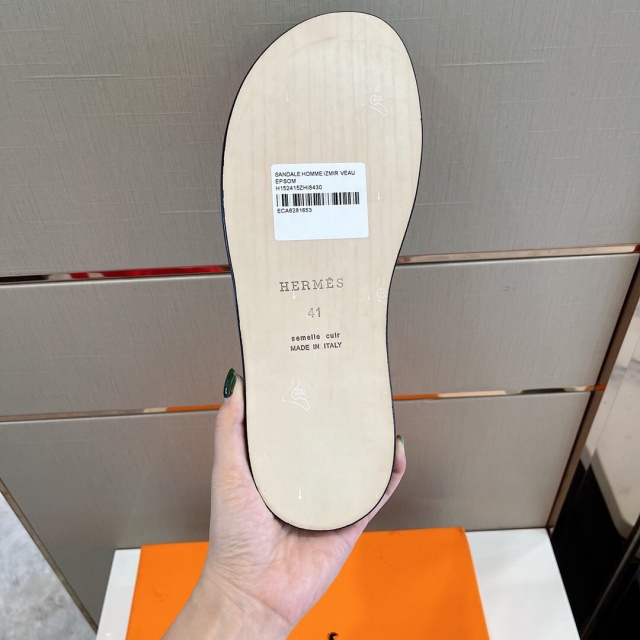 SANDALE HOMME IZMIR VEAU
EPSOM
H152415ZHI8430
ECA6281653
HERMÈS
41
semelle cuir
MADE IN ITALY